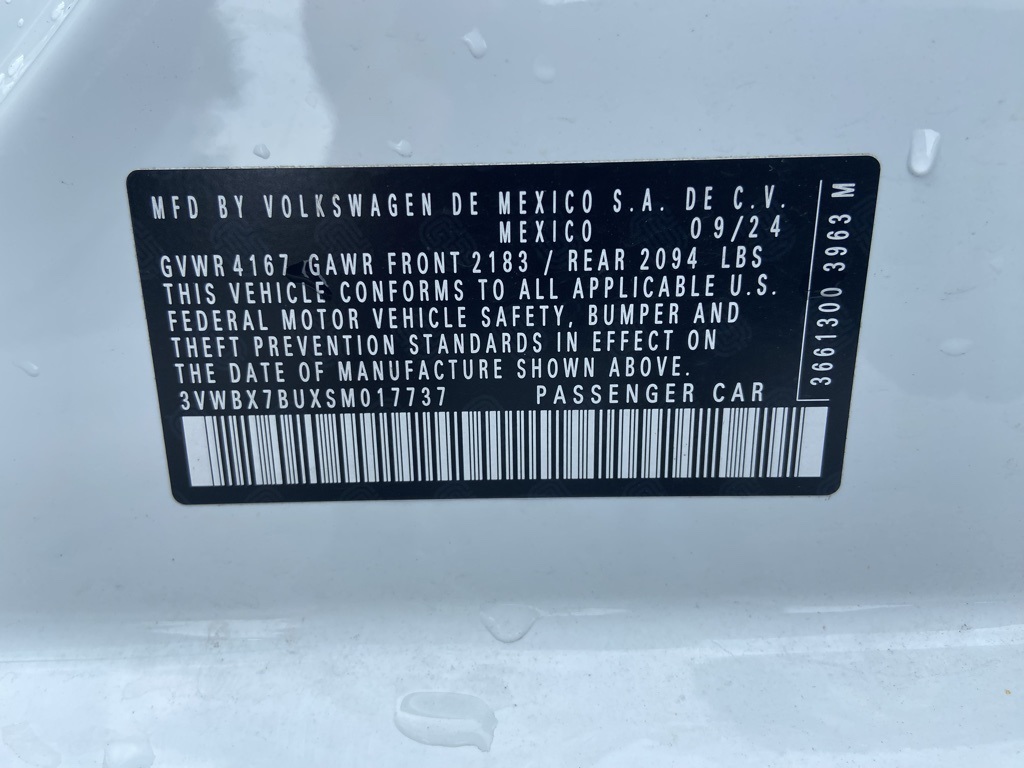 MFD BY VOLKSWAGEN DE MEXICO S.A. DE C.V.
MEXICO 09/24
GVWR 4167 GAWR FRONT 2183 / REAR 2094 LBS
THIS VEHICLE CONFORMS TO ALL APPLICABLE U.S.
FEDERAL MOTOR VEHICLE SAFETY, BUMPER AND
THEFT PREVENTION STANDARDS IN EFFECT ON
THE DATE OF MANUFACTURE SHOWN ABOVE.
3VWBX7BUXSM017737 PASSENGER CAR
3661300 3963 M